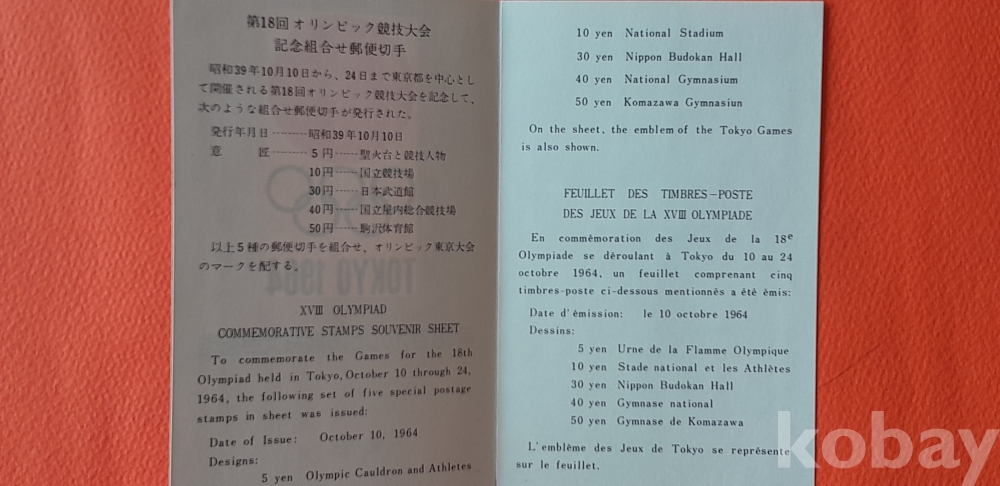 第18回オリンピック競技大会
記念組合せ郵便切手
昭和39年10月10日から、24日まで東京都を中心とし
て開催される第18回オリンピック競技大会を記念して、
次のような組合せ郵便切手が発行された。
発行年月日………昭和39年10月10日
意　　匠………5円……聖火台と競技人物
10円……国立競技場
30円……日本武道館
40円……国立屋内総合競技場
50円……駒沢体育館
以上5種の郵便切手を組合せ、オリンピック東京大会
のマークを配する。
TOKYO 1964
XVIII OLYMPIAD
COMMEMORATIVE STAMPS SOUVENIR SHEET
To commemorate the Games for the 18th
Olympiad held in Tokyo, October 10 through 24,
1964, the following set of five special postage
stamps in sheet was issued:
Date of Issue: October 10, 1964
Designs:
5 yen Olympic Cauldron and Athletes
10 yen National Stadium
30 yen Nippon Budokan Hall
40 yen National Gymnasium
50 yen Komazawa Gymnasiun
On the sheet, the emblem of the Tokyo Games
is also shown.
FEUILLET DES TIMBRES-POSTE
DES JEUX DE LA XVIII OLYMPIADE
En commémoration des Jeux de la 18e
Olympiade se déroulant à Tokyo du 10 au 24
octobre 1964, un feuillet comprenant cinq
timbres-poste ci-dessous mentionnés a été émis:
Date d'émission: le 10 octobre 1964
Dessins:
5 yen Urne de la Flamme Olympique
10 yen Stade national et les Athlètes
30 yen Nippon Budokan Hall
40 yen Gymnase national
50 yen Gymnase de Komazawa
L'emblème des Jeux de Tokyo se représente
sur le feuillet.
kobay